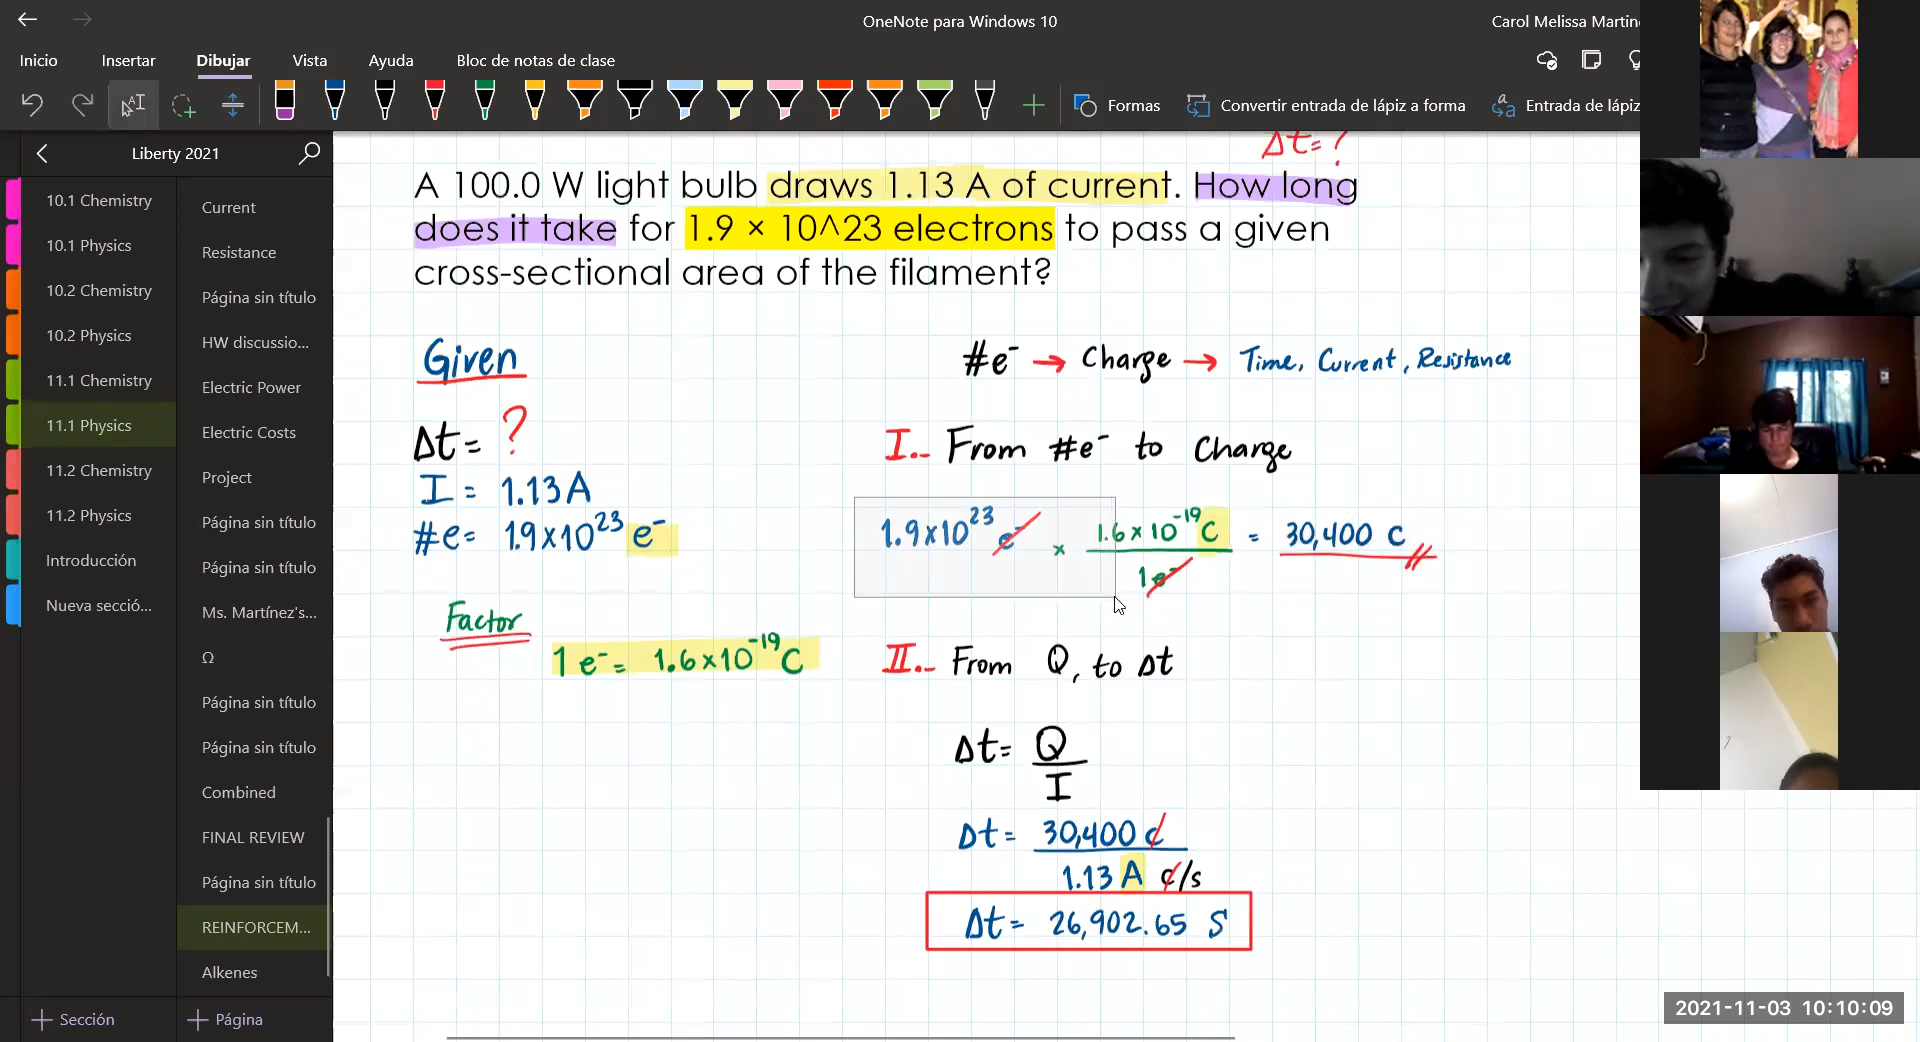 OneNote para Windows 10
Carol Melissa Martin
Inicio
Insertar
Dibujar
Vista
Ayuda
Bloc de notas de clase
Formas
Convertir entrada de lápiz a forma
Entrada de lápiz
Liberty 2021
10.1 Chemistry
10.1 Physics
10.2 Chemistry
10.2 Physics
11.1 Chemistry
11.1 Physics
11.2 Chemistry
11.2 Physics
Introducción
Nueva secció...
Sección
Current
Resistance
Página sin título
HW discussio...
Electric Power
Electric Costs
Project
Página sin título
Página sin título
Ms. Martínez's...
Ω
Página sin título
Página sin título
Combined
FINAL REVIEW
Página sin título
REINFORCEM...
Alkenes
Página
Δt=?
A 100.0 W light bulb draws 1.13 A of current. How long
does it take for 1.9 × 10^23 electrons to pass a given
cross-sectional area of the filament?
Given
Δt= ?
I = 1.13A
#e= 1.9x10²³ e⁻
Factor
1 e⁻= 1.6x10⁻¹⁹C
#e⁻ → Charge → Time, Current, Resistance
I.- From #e⁻ to Charge
1.9x10²³ e⁻ x 1.6x10⁻¹⁹ C = 30,400 C
1e⁻
II.- From Q, to Δt
Δt= Q
I
Δt= 30,400 C
1.13 A C/s
Δt= 26,902.65 S
2021-11-03 10:10:09